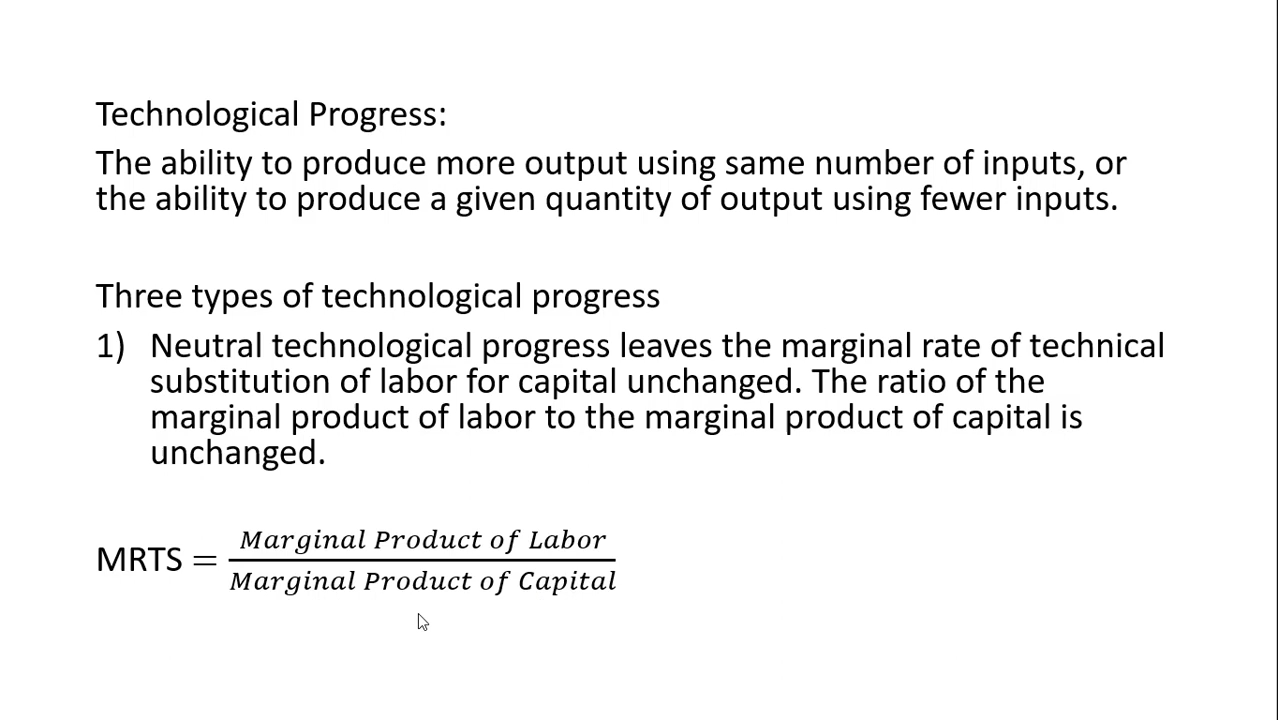 Technological Progress:
The ability to produce more output using same number of inputs, or
the ability to produce a given quantity of output using fewer inputs.
Three types of technological progress
1) Neutral technological progress leaves the marginal rate of technical
substitution of labor for capital unchanged. The ratio of the
marginal product of labor to the marginal product of capital is
unchanged.
MRTS = Marginal Product of Labor
Marginal Product of Capital